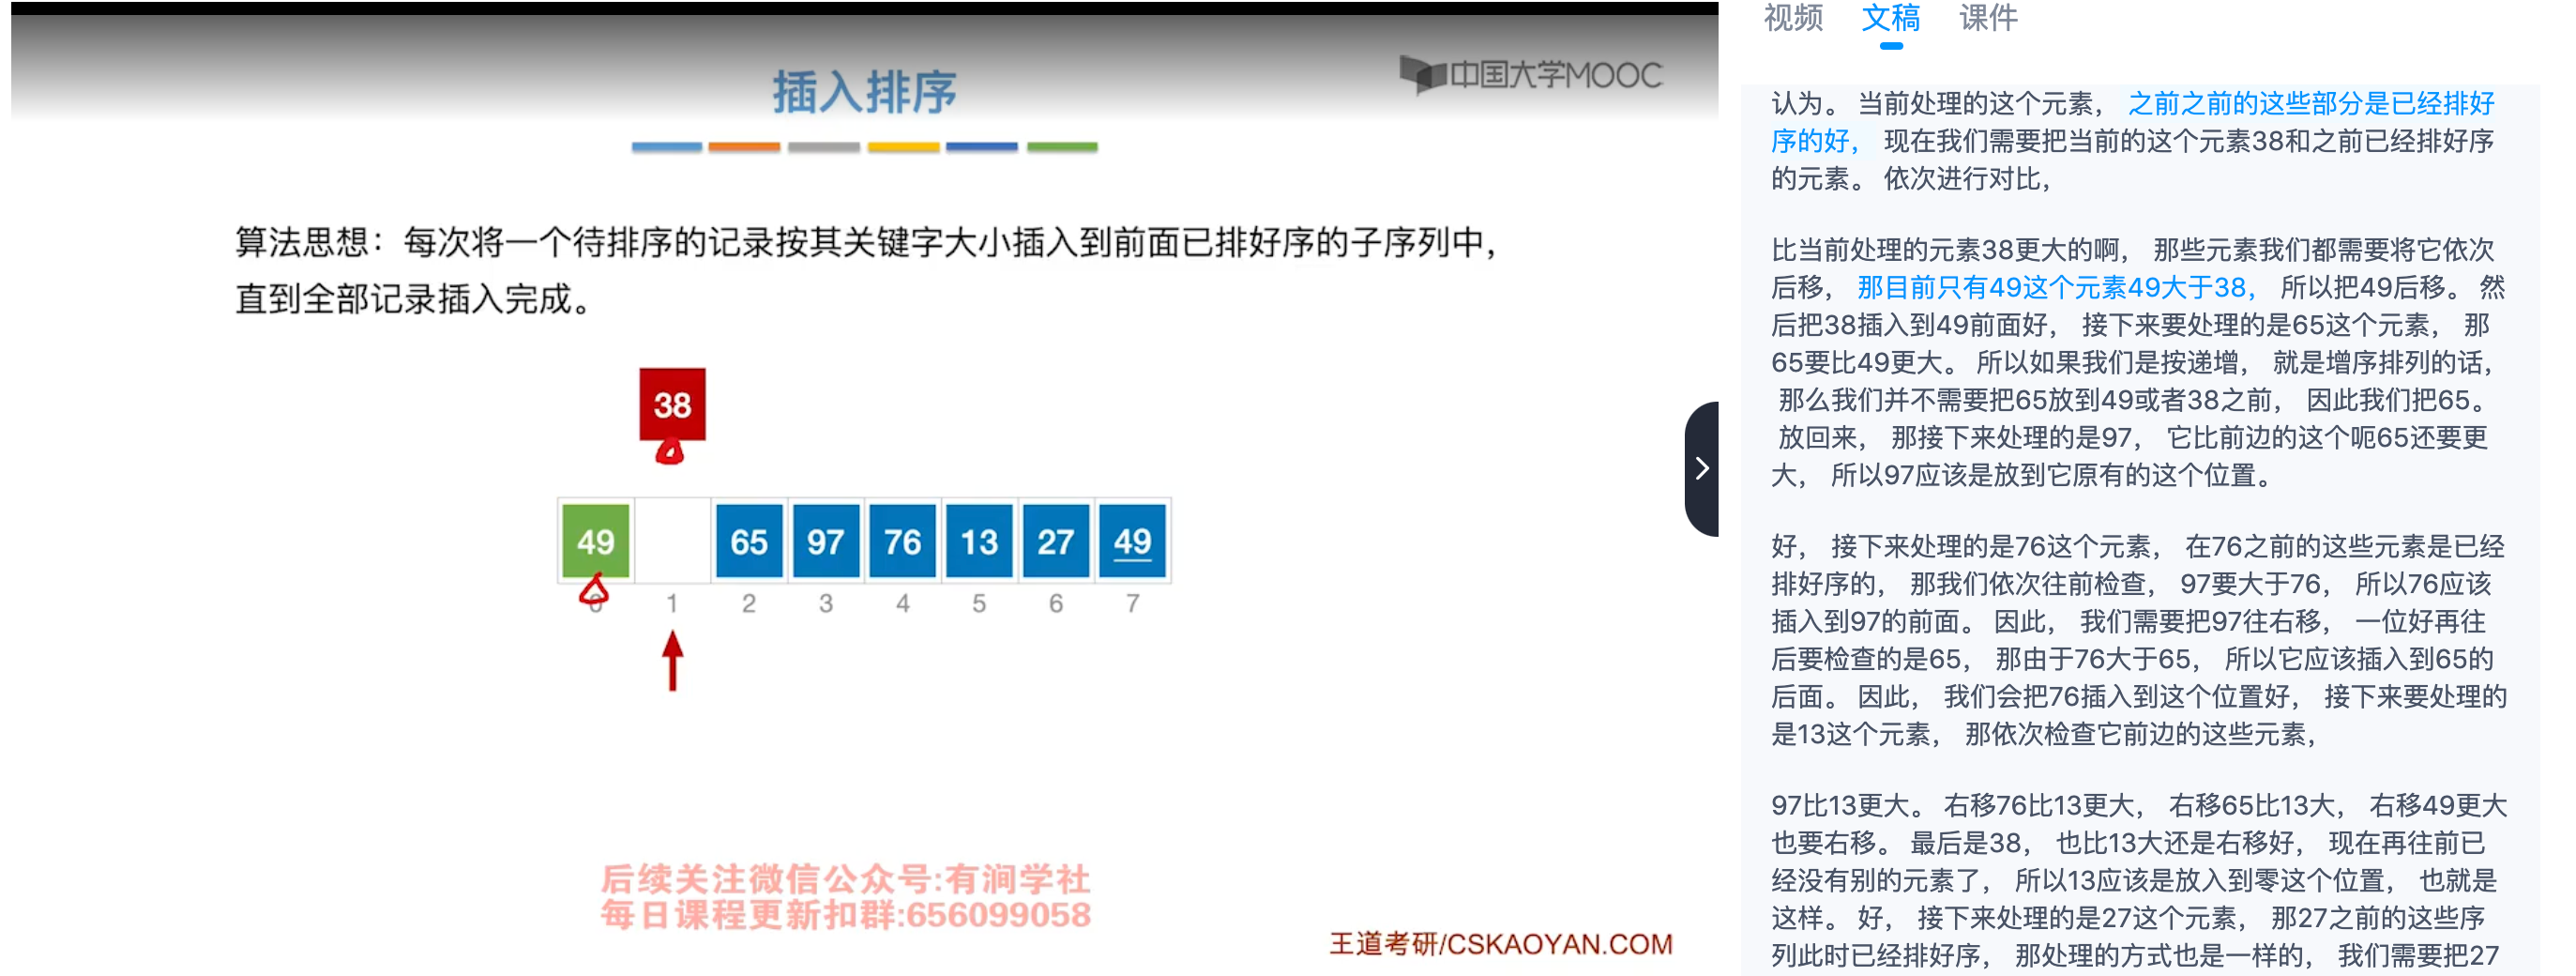 插入排序
中国大学MOOC
算法思想：每次将一个待排序的记录按其关键字大小插入到前面已排好序的子序列中，
直到全部记录插入完成。
38
49 65 97 76 13 27 49
0 1 2 3 4 5 6 7
后续关注微信公众号:有涧学社
每日课程更新扣群:656099058
王道考研/CSKAOYAN.COM
视频 文稿 课件
认为。 当前处理的这个元素， 之前之前的这些部分是已经排好
序的好， 现在我们需要把当前的这个元素38和之前已经排好序
的元素。 依次进行对比，
比当前处理的元素38更大的啊， 那些元素我们都需要将它依次
后移， 那目前只有49这个元素49大于38， 所以把49后移。 然
后把38插入到49前面好， 接下来要处理的是65这个元素， 那
65要比49更大。 所以如果我们是按递增， 就是增序排列的话，
那么我们并不需要把65放到49或者38之前， 因此我们把65。
放回来， 那接下来处理的是97， 它比前边的这个呃65还要更
大， 所以97应该是放到它原有的这个位置。
好， 接下来处理的是76这个元素， 在76之前的这些元素是已经
排好序的， 那我们依次往前检查， 97要大于76， 所以76应该
插入到97的前面。 因此， 我们需要把97往右移， 一位好再往
后要检查的是65， 那由于76大于65， 所以它应该插入到65的
后面。 因此， 我们会把76插入到这个位置好， 接下来要处理的
是13这个元素， 那依次检查它前边的这些元素，
97比13更大。 右移76比13更大， 右移65比13大， 右移49更大
也要右移。 最后是38， 也比13大还是右移好， 现在再往前已
经没有别的元素了， 所以13应该是放入到零这个位置， 也就是
这样。 好， 接下来处理的是27这个元素， 那27之前的这些序
列此时已经排好序， 那处理的方式也是一样的， 我们需要把27